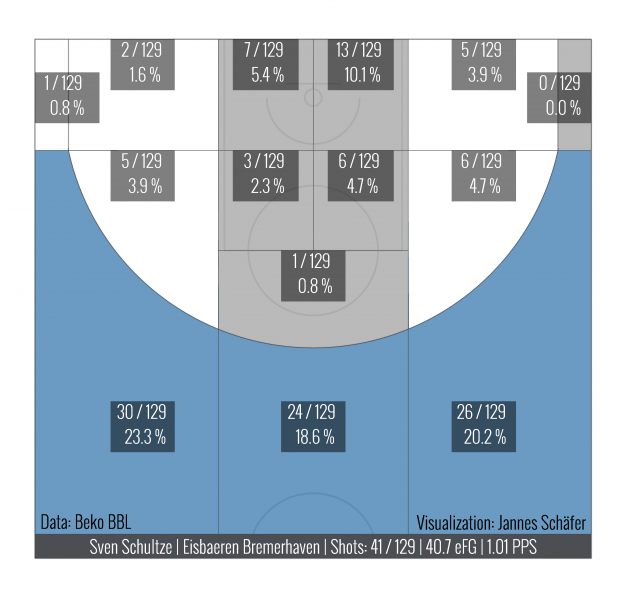 2 / 129
1.6 %
7 / 129
5.4 %
13 / 129
10.1 %
5 / 129
3.9 %
1 / 129
0.8 %
0 / 129
0.0 %
5 / 129
3.9 %
3 / 129
2.3 %
6 / 129
4.7 %
6 / 129
4.7 %
1 / 129
0.8 %
30 / 129
23.3 %
24 / 129
18.6 %
26 / 129
20.2 %
Data: Beko BBL
Visualization: Jannes Schäfer
Sven Schultze | Eisbaeren Bremerhaven | Shots: 41 / 129 | 40.7 eFG | 1.01 PPS